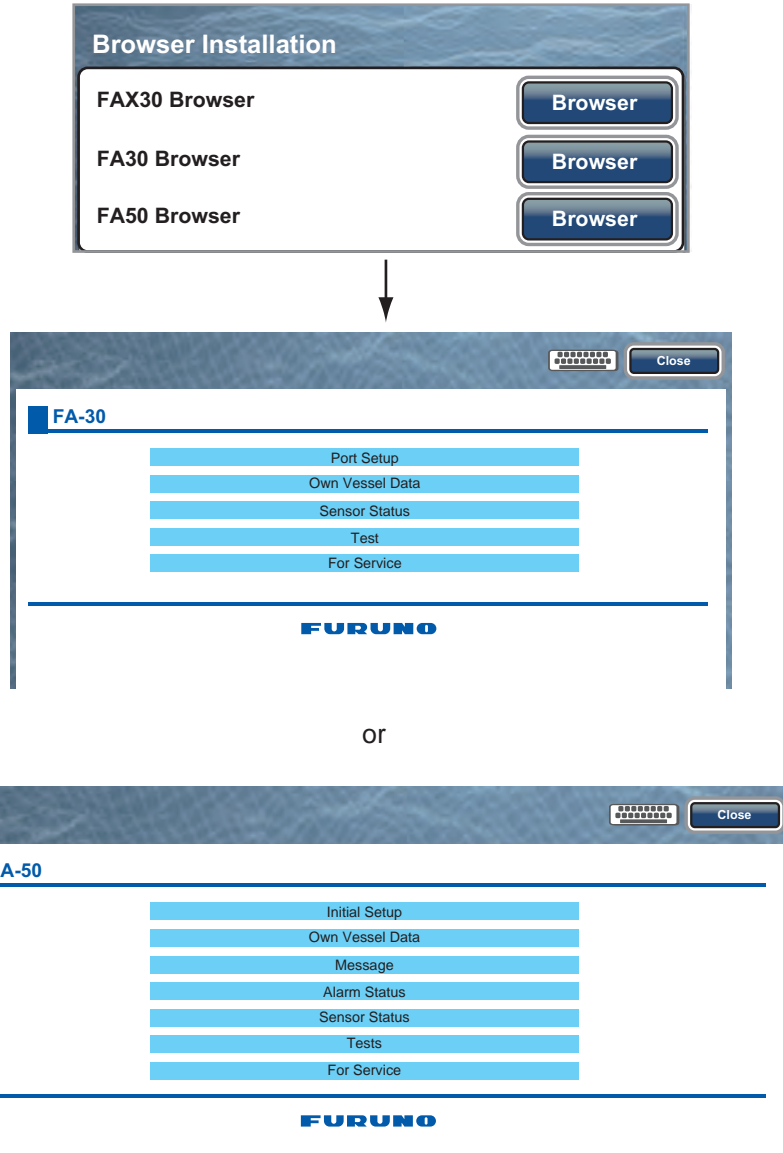 Browser Installation
FAX30 Browser Browser
FA30 Browser Browser
FA50 Browser Browser
Close
FA-30
Port Setup
Own Vessel Data
Sensor Status
Test
For Service
FURUNO
or
Close
A-50
Initial Setup
Own Vessel Data
Message
Alarm Status
Sensor Status
Tests
For Service
FURUNO